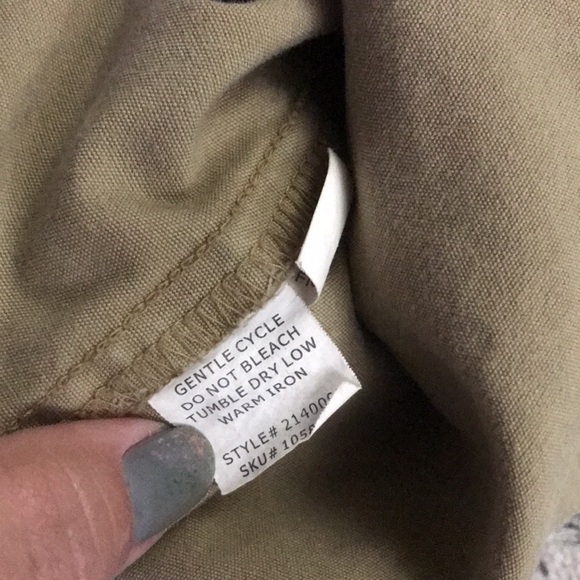 GENTLE CYCLE
DO NOT BLEACH
TUMBLE DRY LOW
WARM IRON
STYLE# 21400
SKU# 105